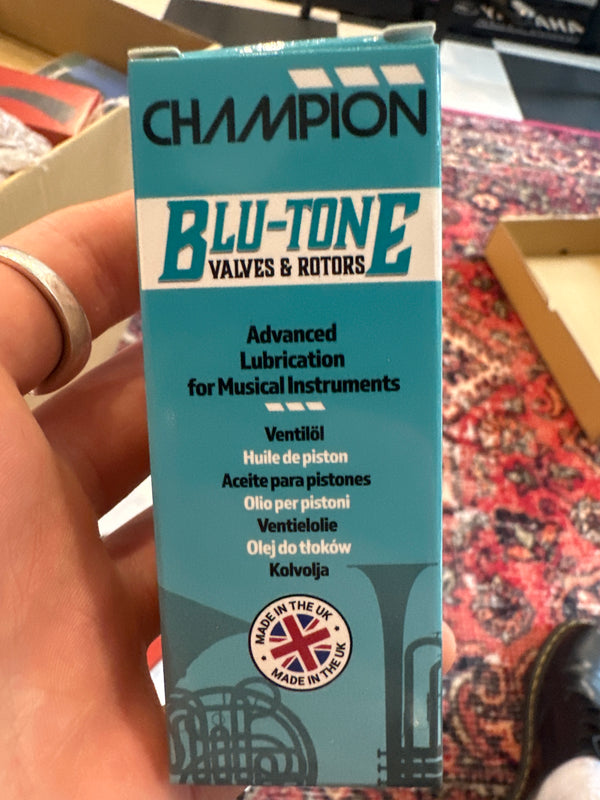 YAMAHA
CHAMPION
BLU-TONE
VALVES & ROTORS
Advanced
Lubrication
for Musical Instruments
Ventilöl
Huile de piston
Aceite para pistones
Olio per pistoni
Ventielolie
Olej do tłoków
Kolvolja
MADE IN THE UK
MADE IN THE UK